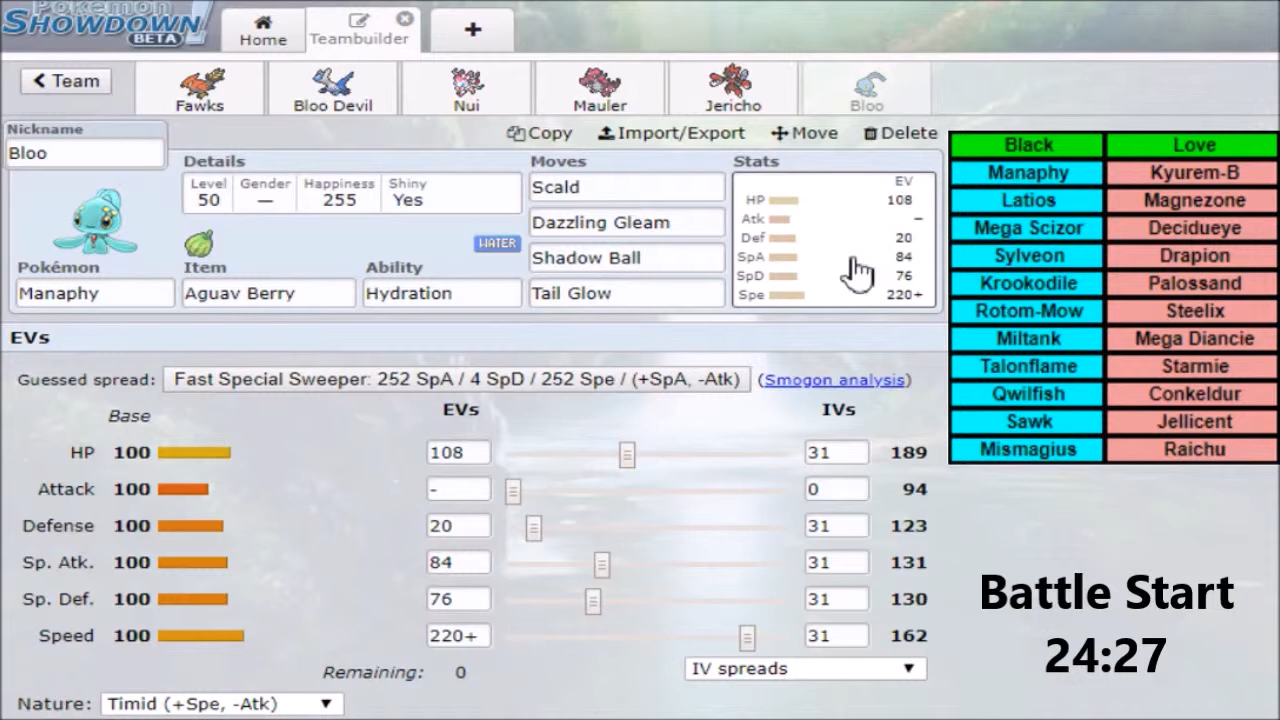 Pokémon
SHOWDOWN!
BETA
Home
Teambuilder
+
Team
Fawks
Bloo Devil
Nui
Mauler
Jericho
Bloo
Copy
Import/Export
Move
Delete
Nickname
Bloo
Details
Level
50
Gender
—
Happiness
255
Shiny
Yes
WATER
Pokémon
Manaphy
Item
Aguav Berry
Ability
Hydration
Moves
Scald
Dazzling Gleam
Shadow Ball
Tail Glow
Stats
EV
HP 108
Atk –
Def 20
SpA 84
SpD 76
Spe 220+
Black Love
Manaphy Kyurem-B
Latios Magnezone
Mega Scizor Decidueye
Sylveon Drapion
Krookodile Palossand
Rotom-Mow Steelix
Miltank Mega Diancie
Talonflame Starmie
Qwilfish Conkeldur
Sawk Jellicent
Mismagius Raichu
EVs
Guessed spread: Fast Special Sweeper: 252 SpA / 4 SpD / 252 Spe / (+SpA, -Atk) (Smogon analysis)
Base EVs IVs
HP 100 108 31 189
Attack 100 - 0 94
Defense 100 20 31 123
Sp. Atk. 100 84 31 131
Sp. Def. 100 76 31 130
Speed 100 220+ 31 162
Remaining: 0
IV spreads
Nature: Timid (+Spe, -Atk)
Battle Start
24:27